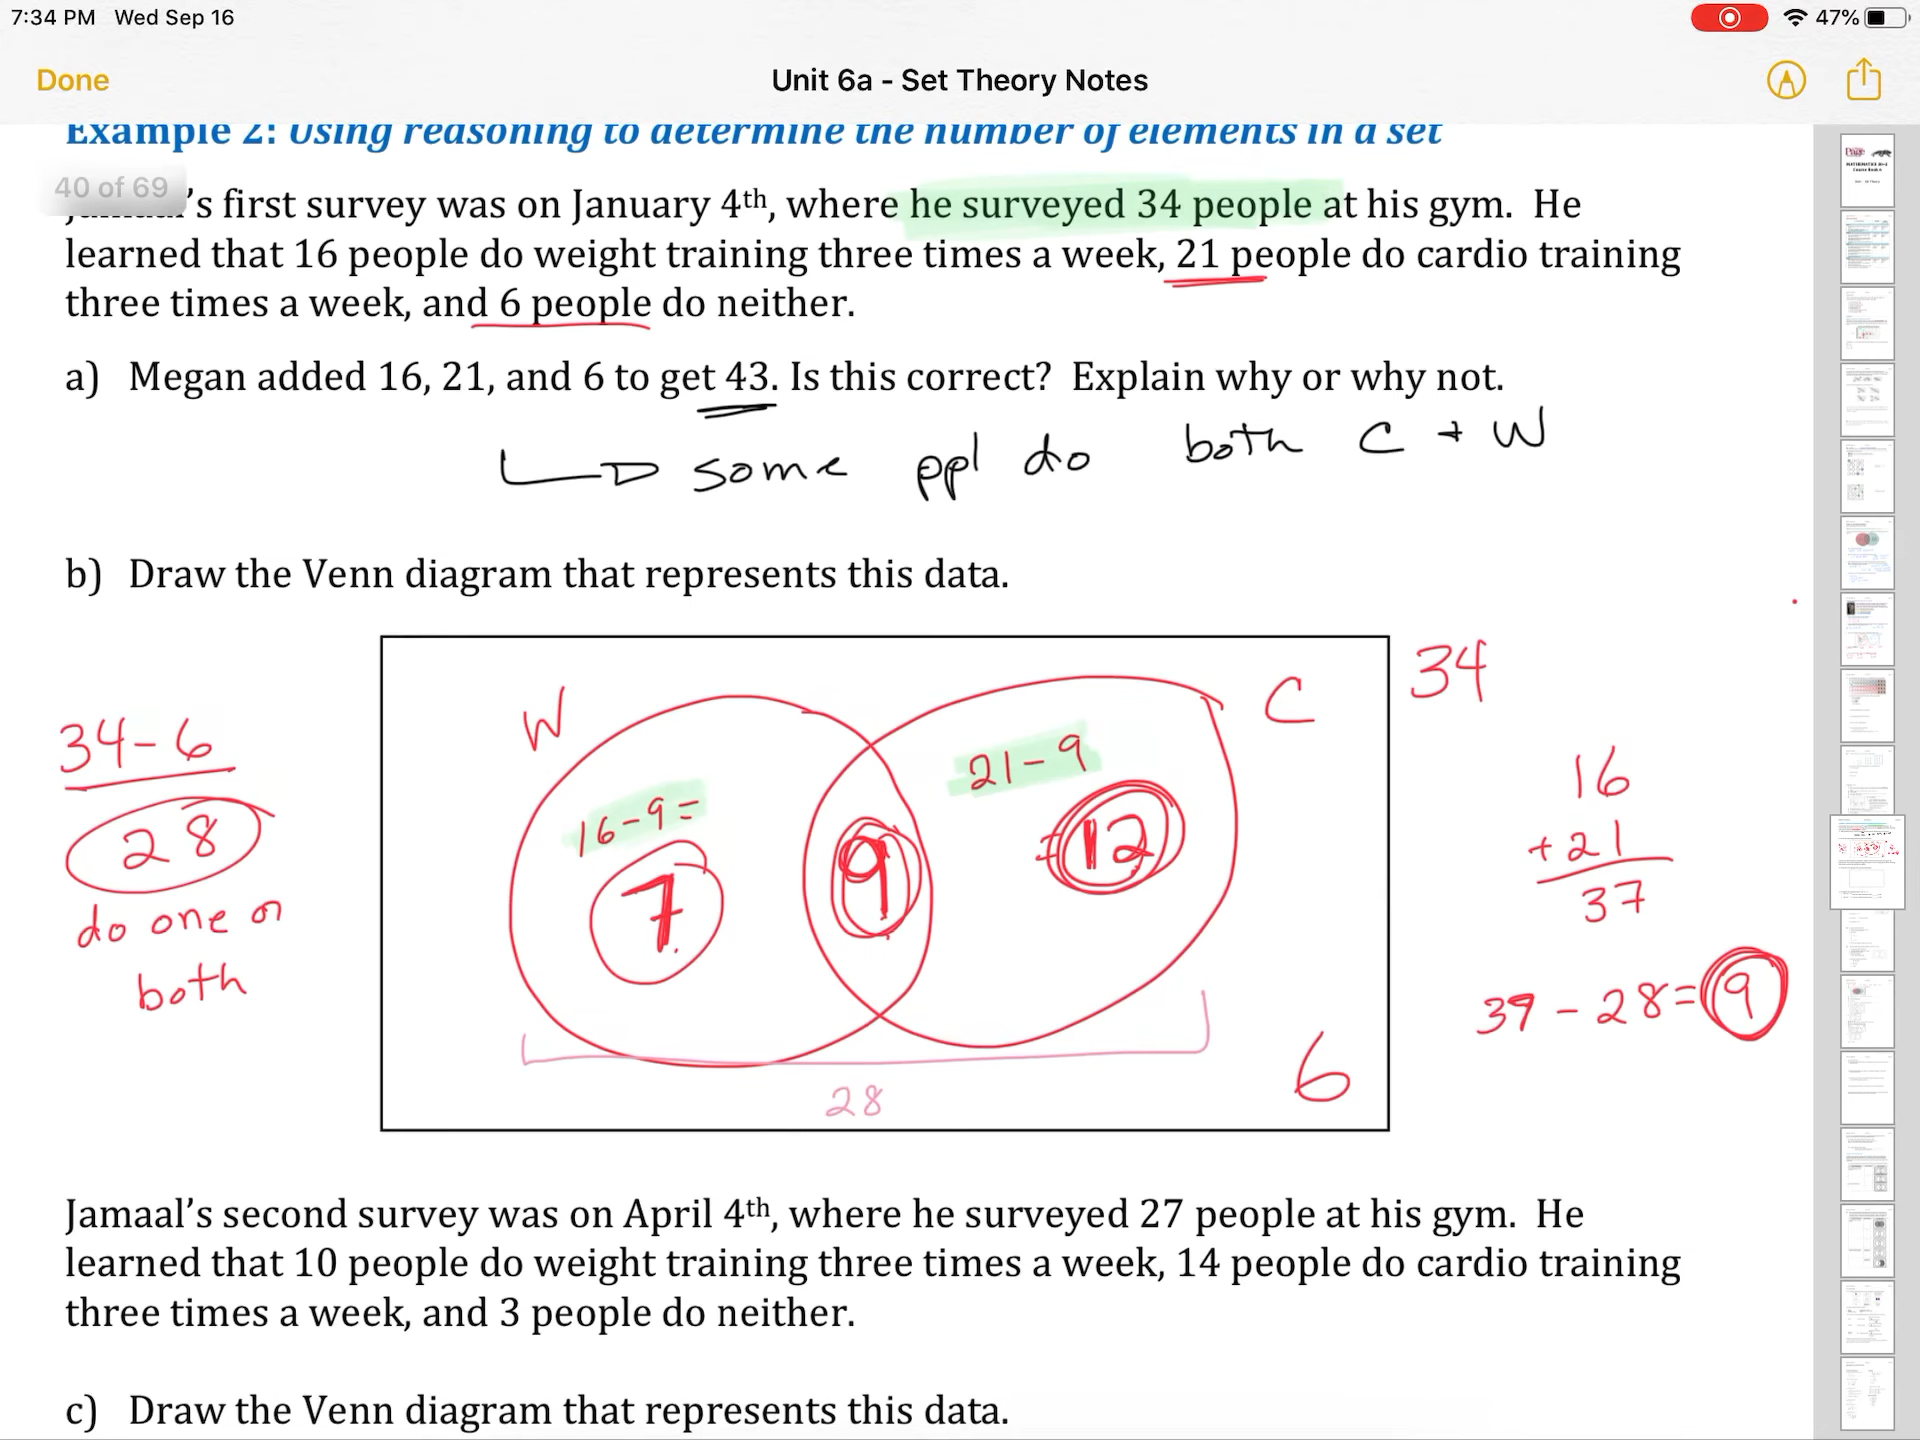 7:34 PM Wed Sep 16
47%
Done
Unit 6a - Set Theory Notes
Example 2: Using reasoning to determine the number of elements in a set
40 of 69
's first survey was on January 4th, where he surveyed 34 people at his gym. He
learned that 16 people do weight training three times a week, 21 people do cardio training
three times a week, and 6 people do neither.
a) Megan added 16, 21, and 6 to get 43. Is this correct? Explain why or why not.
some ppl do both C + W
b) Draw the Venn diagram that represents this data.
34
W
C
34-6
28
do one or
both
16-9=
7
9
21-9
=12
28
6
16
+21
37
37-28=9
Jamaal's second survey was on April 4th, where he surveyed 27 people at his gym. He
learned that 10 people do weight training three times a week, 14 people do cardio training
three times a week, and 3 people do neither.
c) Draw the Venn diagram that represents this data.